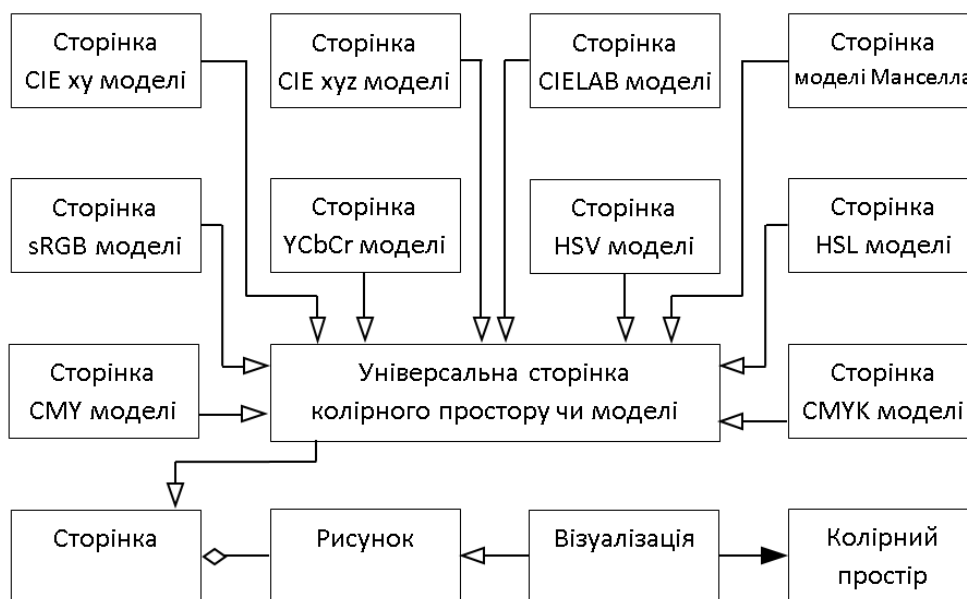 Сторінка
CIE xy моделі
Сторінка
CIE xyz моделі
Сторінка
CIELAB моделі
Сторінка
моделі Манселла
Сторінка
sRGB моделі
Сторінка
YCbCr моделі
Сторінка
HSV моделі
Сторінка
HSL моделі
Сторінка
CMY моделі
Універсальна сторінка
колірного простору чи моделі
Сторінка
CMYK моделі
Сторінка
Рисунок
Візуалізація
Колірний
простір